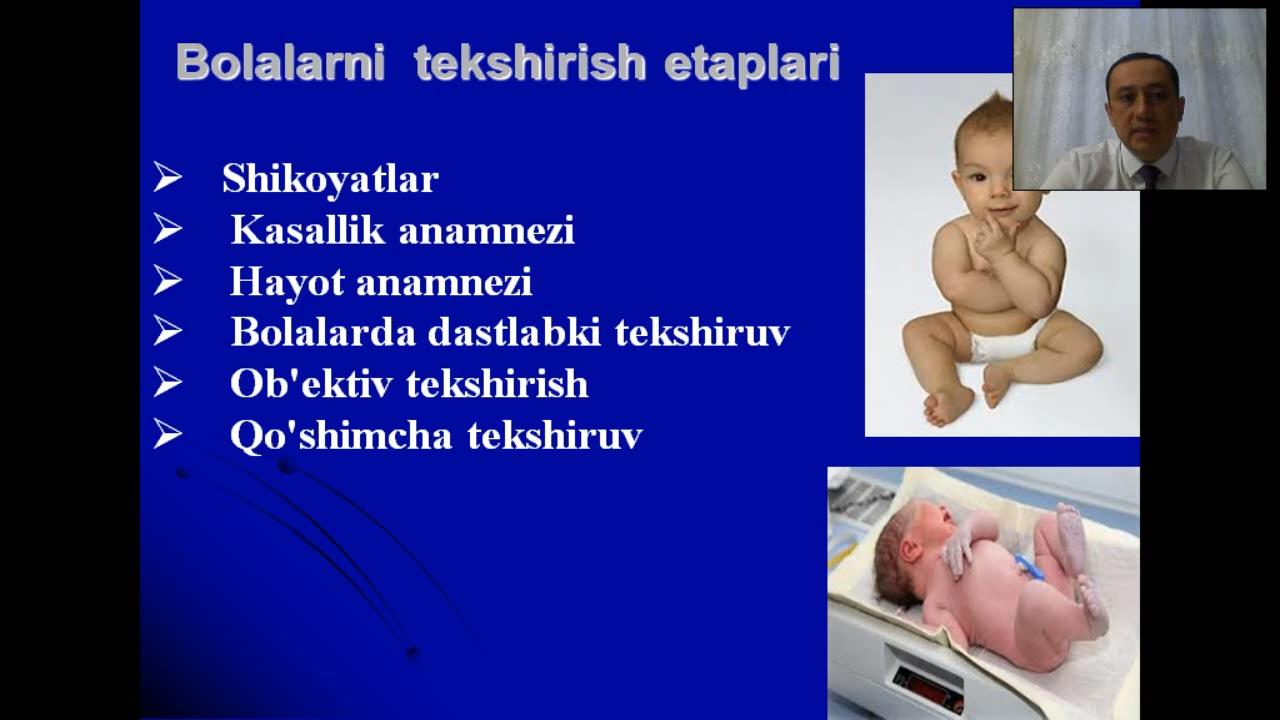 Bolalarni tekshirish etaplari
Shikoyatlar
Kasallik anamnezi
Hayot anamnezi
Bolalarda dastlabki tekshiruv
Ob'ektiv tekshirish
Qo'shimcha tekshiruv